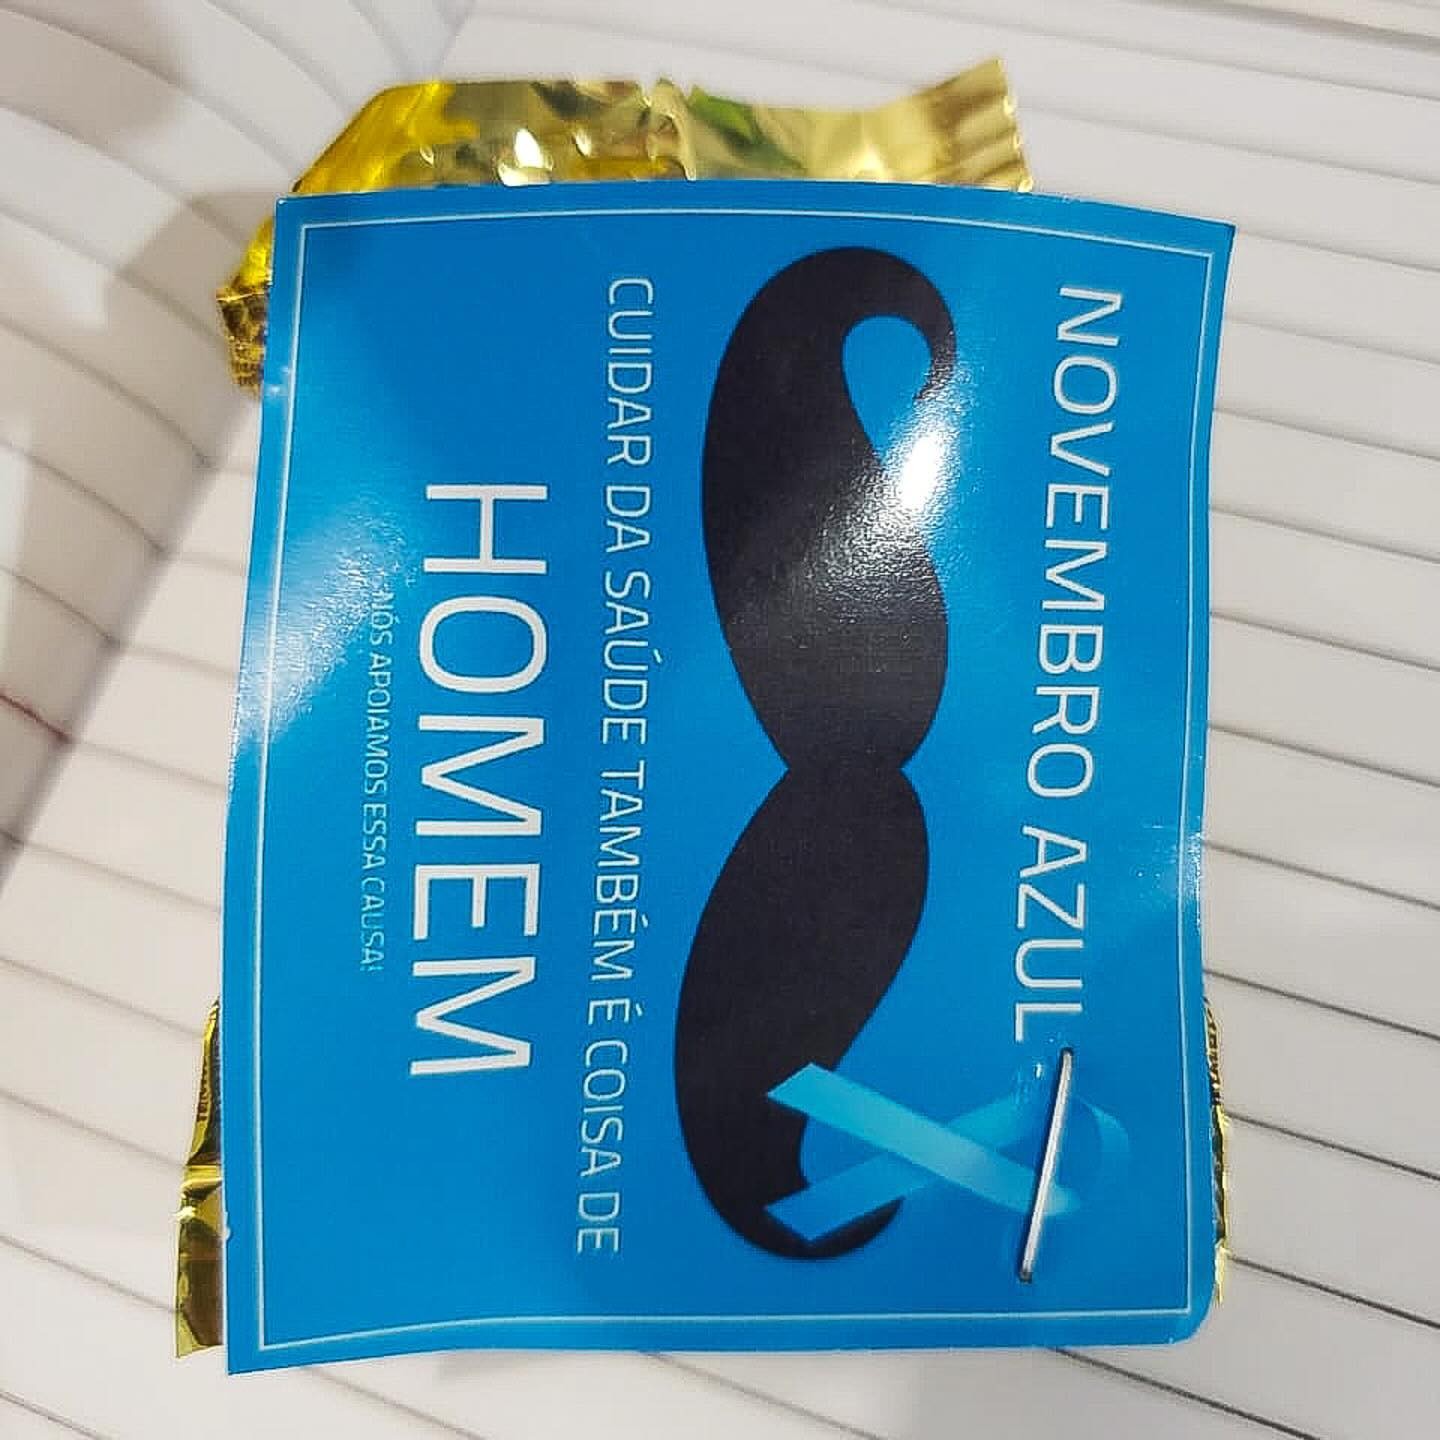 NOVEMBRO AZUL
CUIDAR DA SAÚDE TAMBÉM É COISA DE
HOMEM
NÓS APOIAMOS ESSA CAUSA!